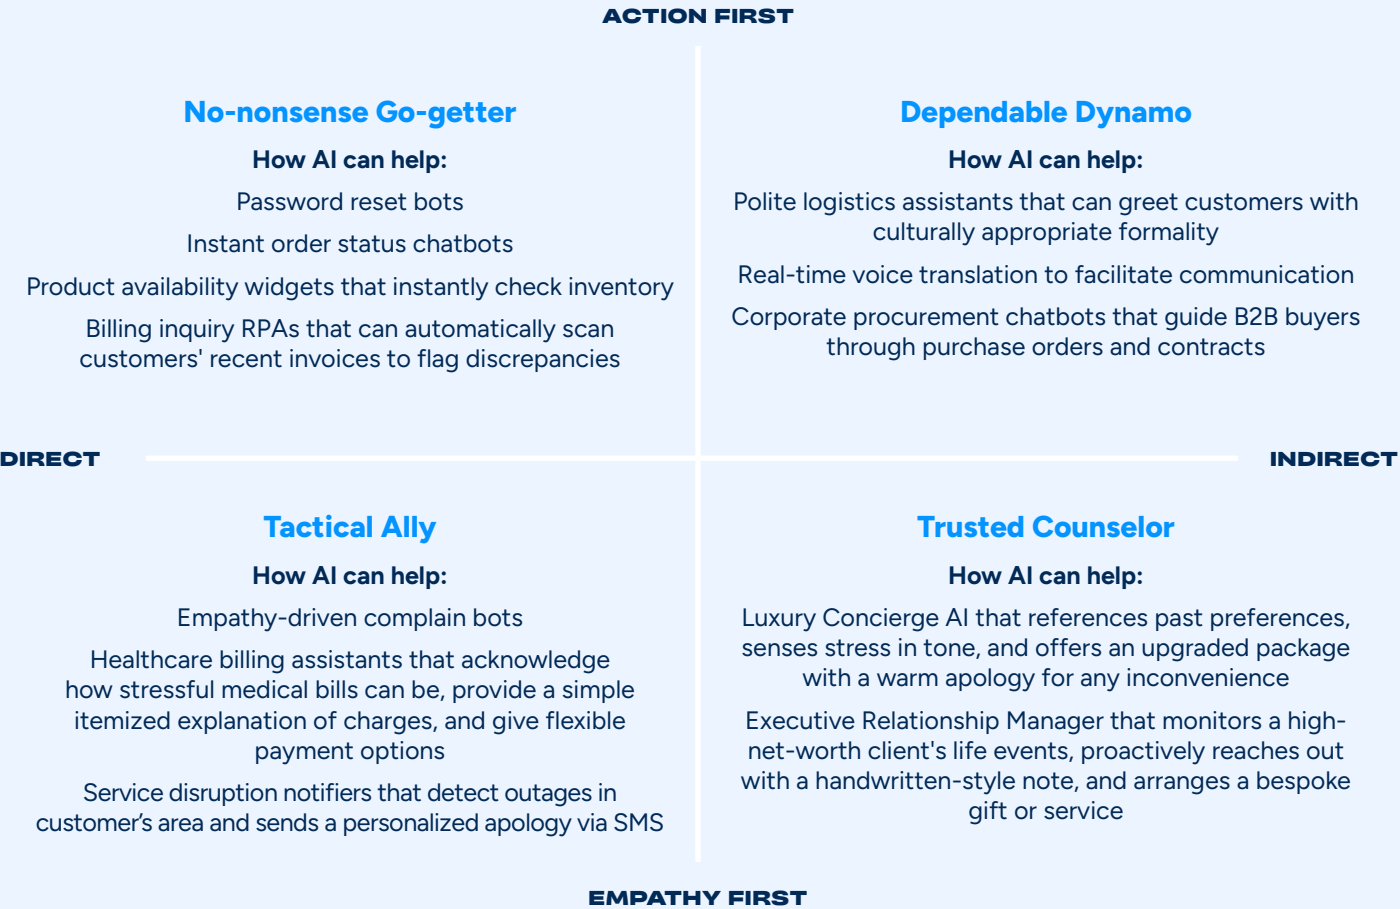 ACTION FIRST
No-nonsense Go-getter
How AI can help:
Password reset bots
Instant order status chatbots
Product availability widgets that instantly check inventory
Billing inquiry RPAs that can automatically scan
customers' recent invoices to flag discrepancies
Dependable Dynamo
How AI can help:
Polite logistics assistants that can greet customers with
culturally appropriate formality
Real-time voice translation to facilitate communication
Corporate procurement chatbots that guide B2B buyers
through purchase orders and contracts
DIRECT
INDIRECT
Tactical Ally
How AI can help:
Empathy-driven complain bots
Healthcare billing assistants that acknowledge
how stressful medical bills can be, provide a simple
itemized explanation of charges, and give flexible
payment options
Service disruption notifiers that detect outages in
customer’s area and sends a personalized apology via SMS
Trusted Counselor
How AI can help:
Luxury Concierge AI that references past preferences,
senses stress in tone, and offers an upgraded package
with a warm apology for any inconvenience
Executive Relationship Manager that monitors a high-
net-worth client's life events, proactively reaches out
with a handwritten-style note, and arranges a bespoke
gift or service
EMPATHY FIRST